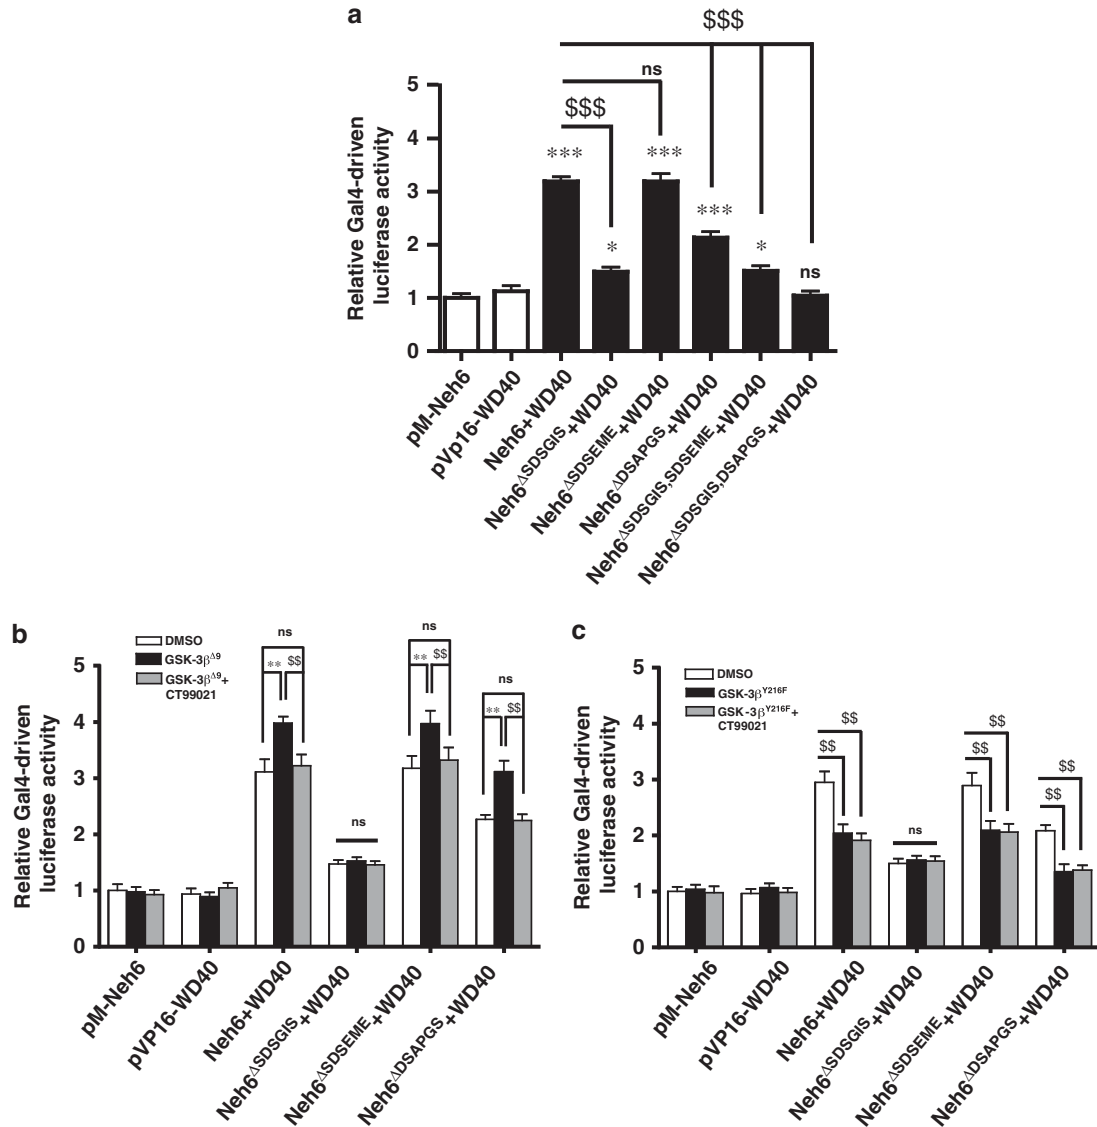 a
$$$
ns
$$$
*** *** *** * * ns
Relative Gal4-driven
luciferase activity
5
4
3
2
1
0
pM-Neh6
pVp16-WD40
Neh6+WD40
Neh6ΔSDSGIS+WD40
Neh6ΔSDSEME+WD40
Neh6ΔDSAPGS+WD40
Neh6ΔSDSGIS,SDSEME+WD40
Neh6ΔSDSGIS,DSAPGS+WD40
b
DMSO
GSK-3βΔ9
GSK-3βΔ9+
CT99021
ns
** $$
ns
** $$
ns
** $$
ns
Relative Gal4-driven
luciferase activity
5
4
3
2
1
0
pM-Neh6
pVP16-WD40
Neh6+WD40
Neh6ΔSDSGIS+WD40
Neh6ΔSDSEME+WD40
Neh6ΔDSAPGS+WD40
c
DMSO
GSK-3βY216F
GSK-3βY216F+
CT99021
$$
$$
ns
$$
$$
$$
$$
Relative Gal4-driven
luciferase activity
5
4
3
2
1
0
pM-Neh6
pVP16-WD40
Neh6+WD40
Neh6ΔSDSGIS+WD40
Neh6ΔSDSEME+WD40
Neh6ΔDSAPGS+WD40